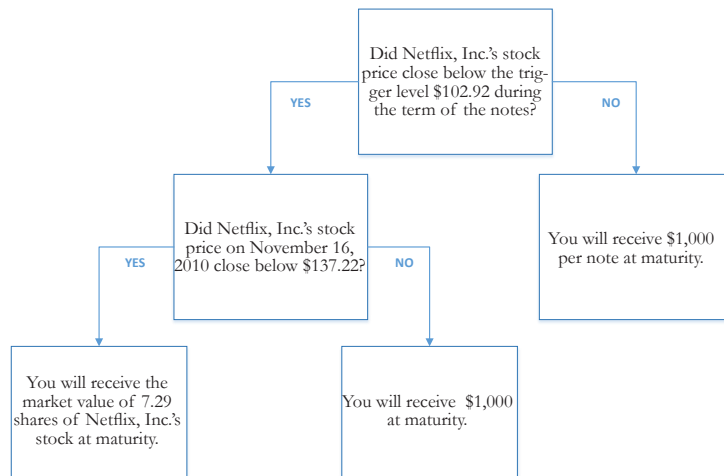 Did Netflix, Inc.'s stock
price close below the trig-
ger level $102.92 during
the term of the notes?
YES
NO
Did Netflix, Inc.'s stock
price on November 16,
2010 close below $137.22?
You will receive $1,000
per note at maturity.
YES
NO
You will receive the
market value of 7.29
shares of Netflix, Inc.'s
stock at maturity.
You will receive $1,000
at maturity.